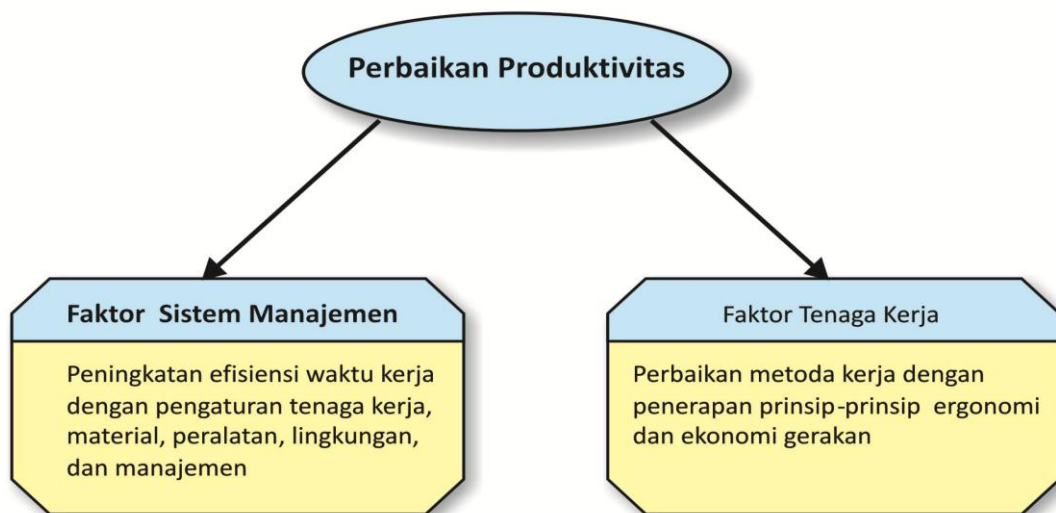 Perbaikan Produktivitas
Faktor Sistem Manajemen
Peningkatan efisiensi waktu kerja
dengan pengaturan tenaga kerja,
material, peralatan, lingkungan,
dan manajemen
Faktor Tenaga Kerja
Perbaikan metoda kerja dengan
penerapan prinsip-prinsip ergonomi
dan ekonomi gerakan